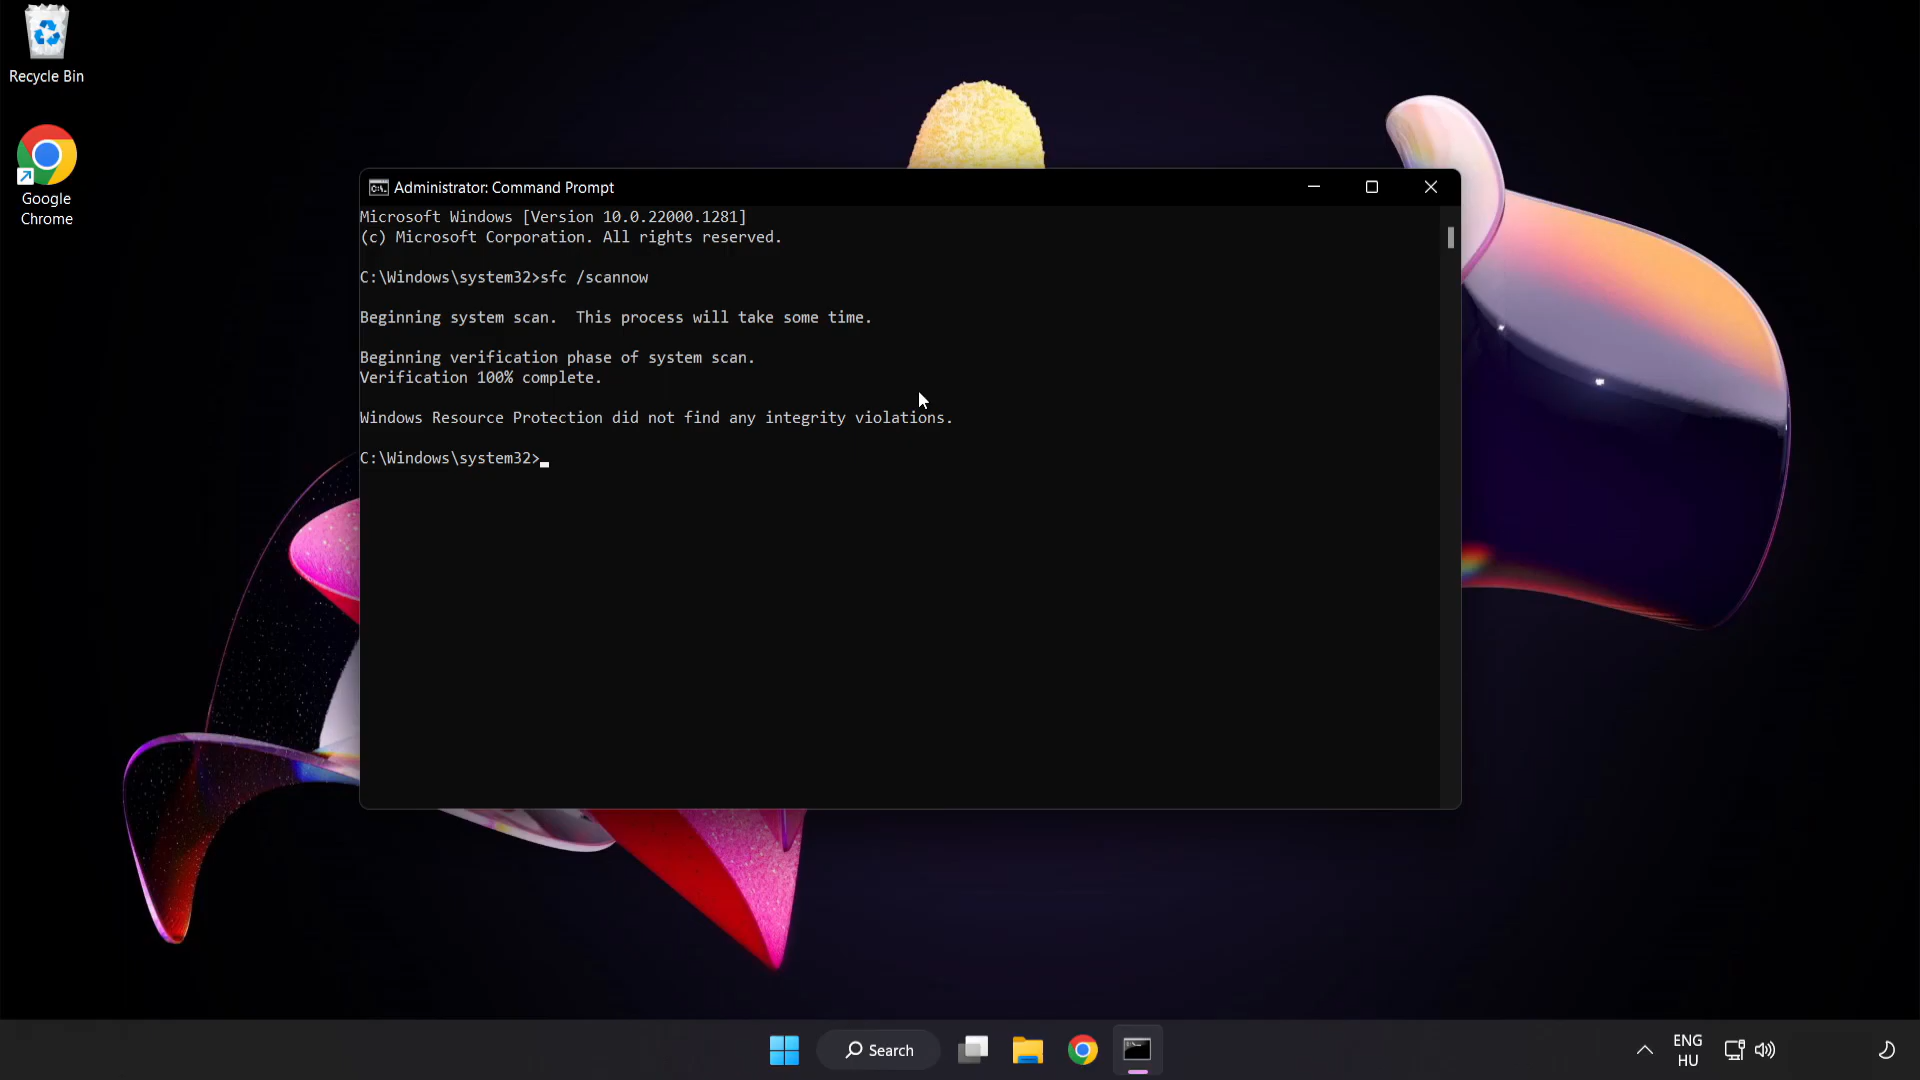 Recycle Bin
Google
Chrome
Administrator: Command Prompt
Microsoft Windows [Version 10.0.22000.1281]
(c) Microsoft Corporation. All rights reserved.
C:\Windows\system32>sfc /scannow
Beginning system scan.  This process will take some time.
Beginning verification phase of system scan.
Verification 100% complete.
Windows Resource Protection did not find any integrity violations.
C:\Windows\system32>
Search
ENG
HU